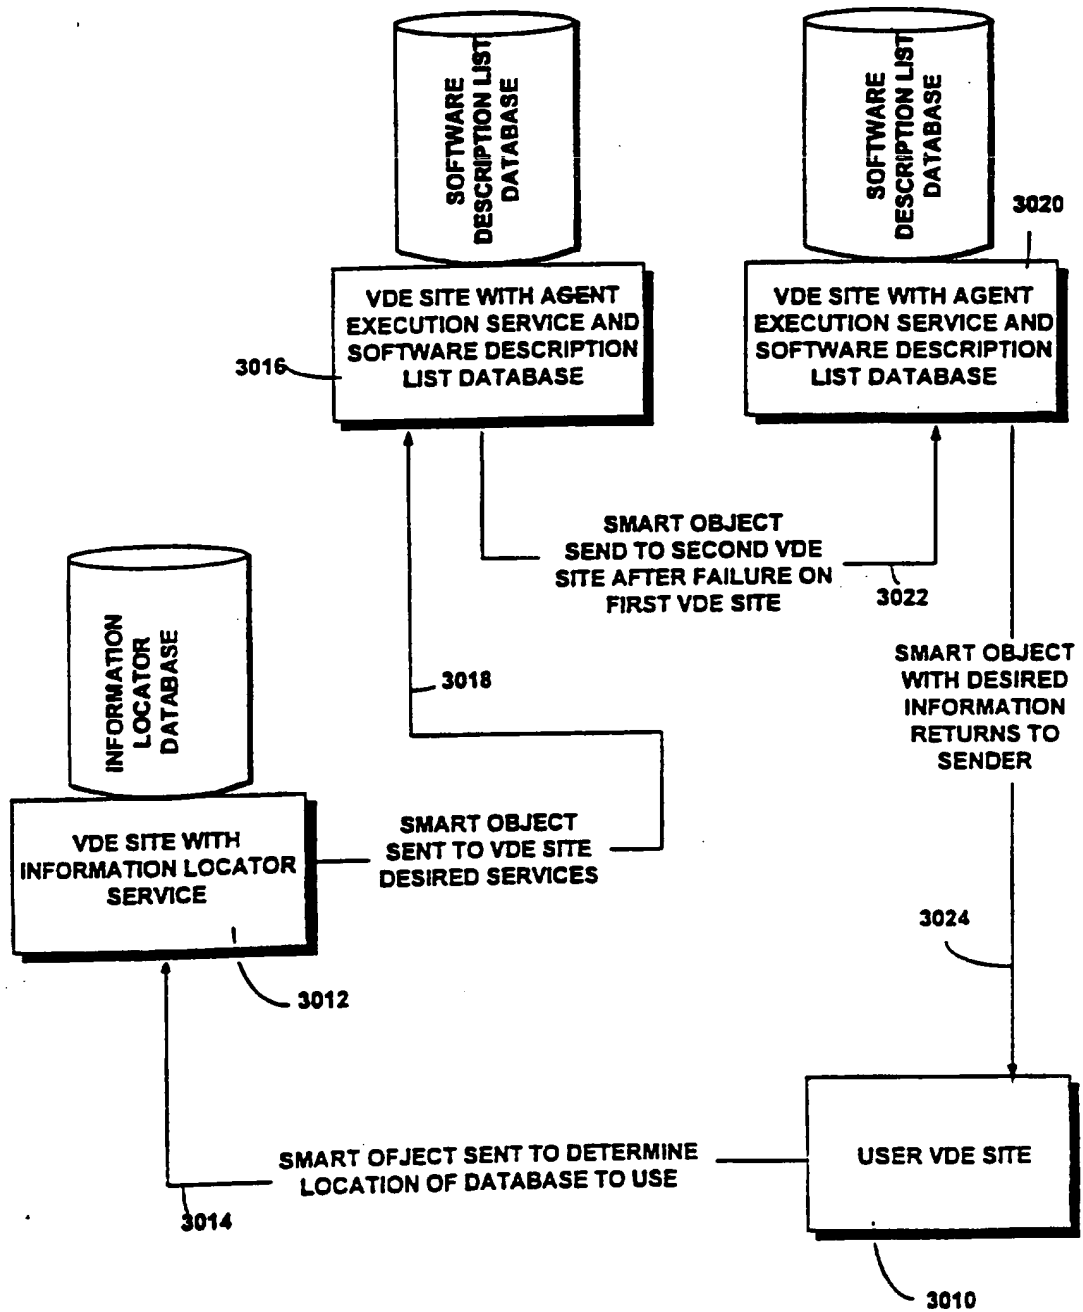 SOFTWARE
DESCRIPTION LIST
DATABASE
SOFTWARE
DESCRIPTION LIST
DATABASE
3020
VDE SITE WITH AGENT
EXECUTION SERVICE AND
SOFTWARE DESCRIPTION
LIST DATABASE
3016
VDE SITE WITH AGENT
EXECUTION SERVICE AND
SOFTWARE DESCRIPTION
LIST DATABASE
SMART OBJECT
SEND TO SECOND VDE
SITE AFTER FAILURE ON
FIRST VDE SITE
3022
INFORMATION
LOCATOR
DATABASE
3018
SMART OBJECT
WITH DESIRED
INFORMATION
RETURNS TO
SENDER
VDE SITE WITH
INFORMATION LOCATOR
SERVICE
SMART OBJECT
SENT TO VDE SITE
DESIRED SERVICES
3024
3012
SMART OFJECT SENT TO DETERMINE
LOCATION OF DATABASE TO USE
3014
USER VDE SITE
3010